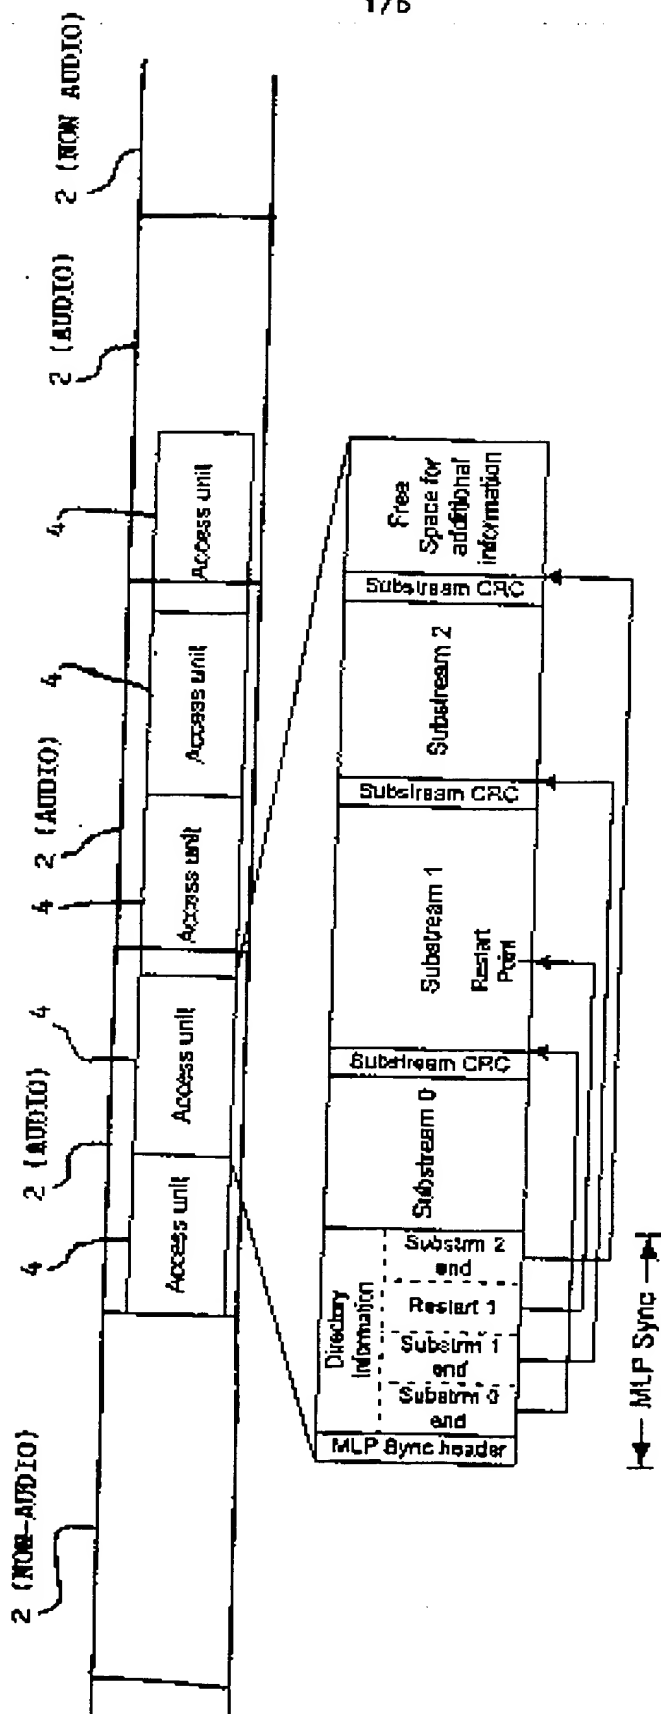 1/6
2 (NON-AUDIO)
2 (AUDIO)
2 (AUDIO)
2 (AUDIO)
2 (NON AUDIO)
4
4
4
4
4
Access unit
Access unit
Access unit
Access unit
Access unit
MLP Sync header
Directory
Information
Substrm 0
end
Substrm 1
end
Restart 1
Substrm 2
end
Substream 0
Substream CRC
Substream 1
Restart
Point
Substream CRC
Substream 2
Substream CRC
Free
Space for
additional
information
MLP Sync